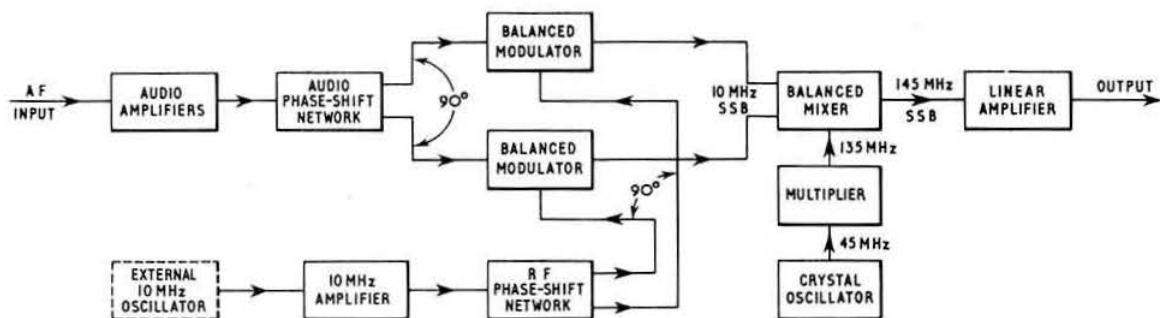 A F
INPUT
AUDIO
AMPLIFIERS
AUDIO
PHASE-SHIFT
NETWORK
90°
BALANCED
MODULATOR
BALANCED
MODULATOR
90°
10 MHz
SSB
BALANCED
MIXER
145 MHz
SSB
LINEAR
AMPLIFIER
OUTPUT
135 MHz
MULTIPLIER
45 MHz
CRYSTAL
OSCILLATOR
EXTERNAL
10 MHz
OSCILLATOR
10 MHz
AMPLIFIER
R F
PHASE-SHIFT
NETWORK